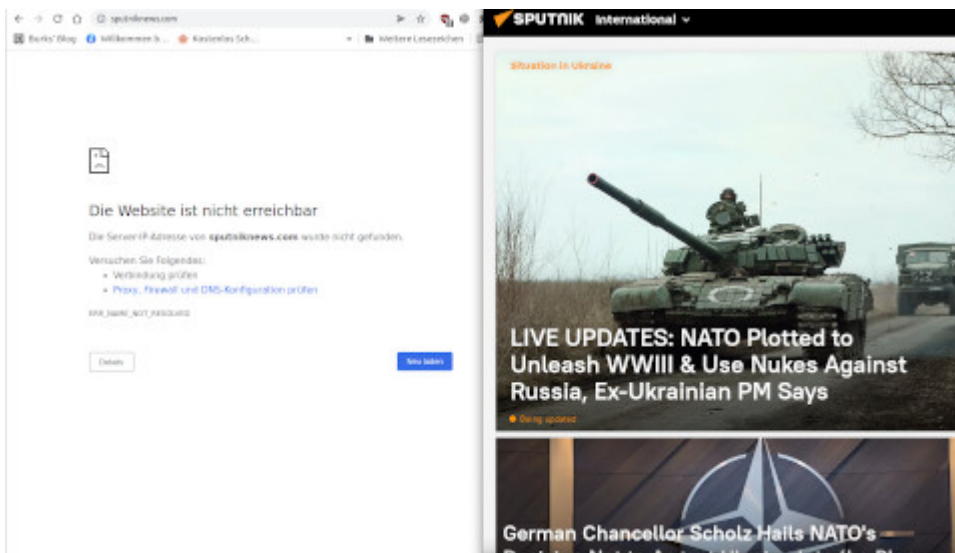 sputniknews.com
Burks' Blog
Willkommen b...
Kostenlos Sch...
Weitere Lesezeichen
Die Website ist nicht erreichbar
Die Server-IP-Adresse von sputniknews.com wurde nicht gefunden.
Versuchen Sie Folgendes:
Verbindung prüfen
Proxy, Firewall und DNS-Konfiguration prüfen
ERR_NAME_NOT_RESOLVED
Details
Neu laden
SPUTNIK International
Situation in Ukraine
LIVE UPDATES: NATO Plotted to
Unleash WWIII & Use Nukes Against
Russia, Ex-Ukrainian PM Says
Being updated
German Chancellor Scholz Hails NATO's